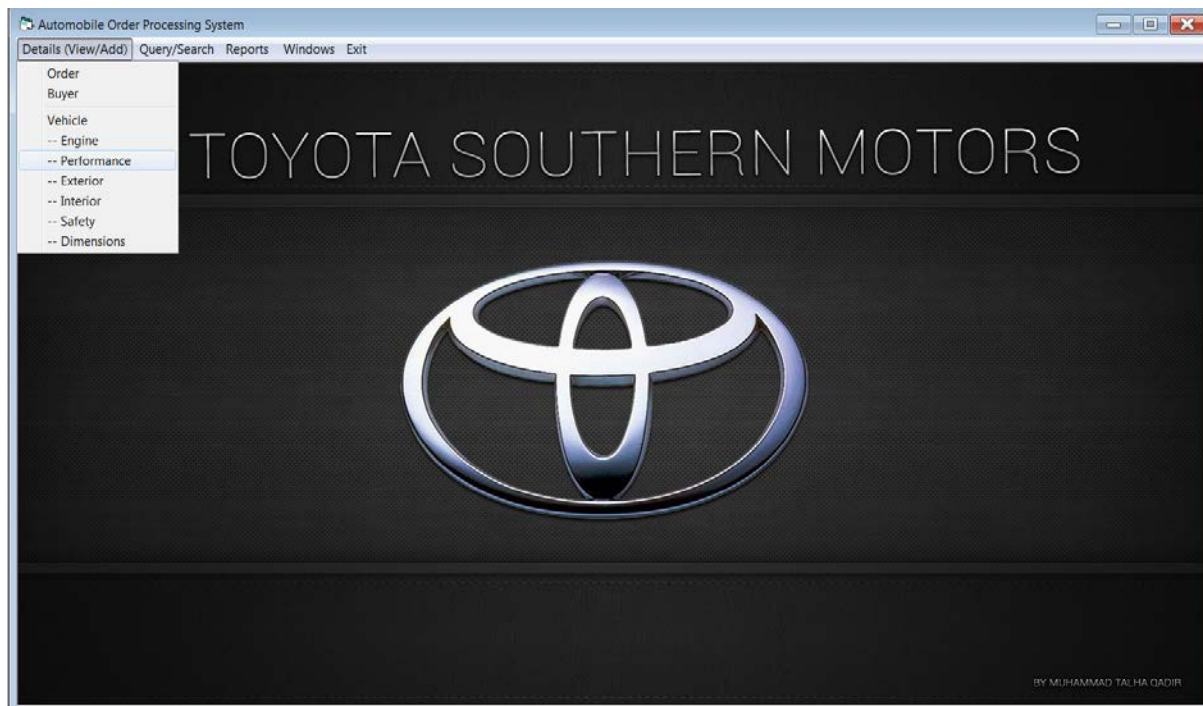 Automobile Order Processing System
Details (View/Add) Query/Search Reports Windows Exit
Order
Buyer
Vehicle
-- Engine
-- Performance
-- Exterior
-- Interior
-- Safety
-- Dimensions
TOYOTA SOUTHERN MOTORS
BY MUHAMMAD TALHA QADIR